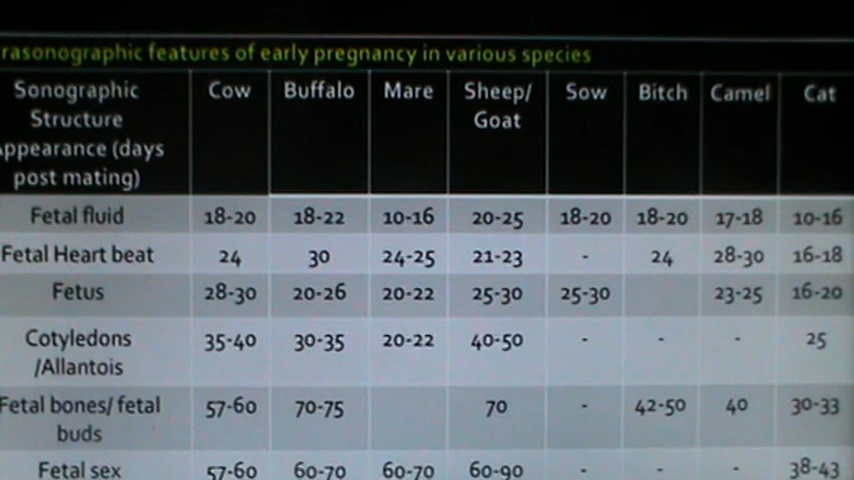 rasonographic features of early pregnancy in various species
Sonographic Structure Appearance (days post mating) Cow Buffalo Mare Sheep/ Goat Sow Bitch Camel Cat
Fetal fluid 18-20 18-22 10-16 20-25 18-20 18-20 17-18 10-16
Fetal Heart beat 24 30 24-25 21-23 - 24 28-30 16-18
Fetus 28-30 20-26 20-22 25-30 25-30 23-25 16-20
Cotyledons /Allantois 35-40 30-35 20-22 40-50 - - - 25
Fetal bones/ fetal buds 57-60 70-75 70 - 42-50 40 30-33
Fetal sex 57-60 60-70 60-70 60-90 - - - 38-43